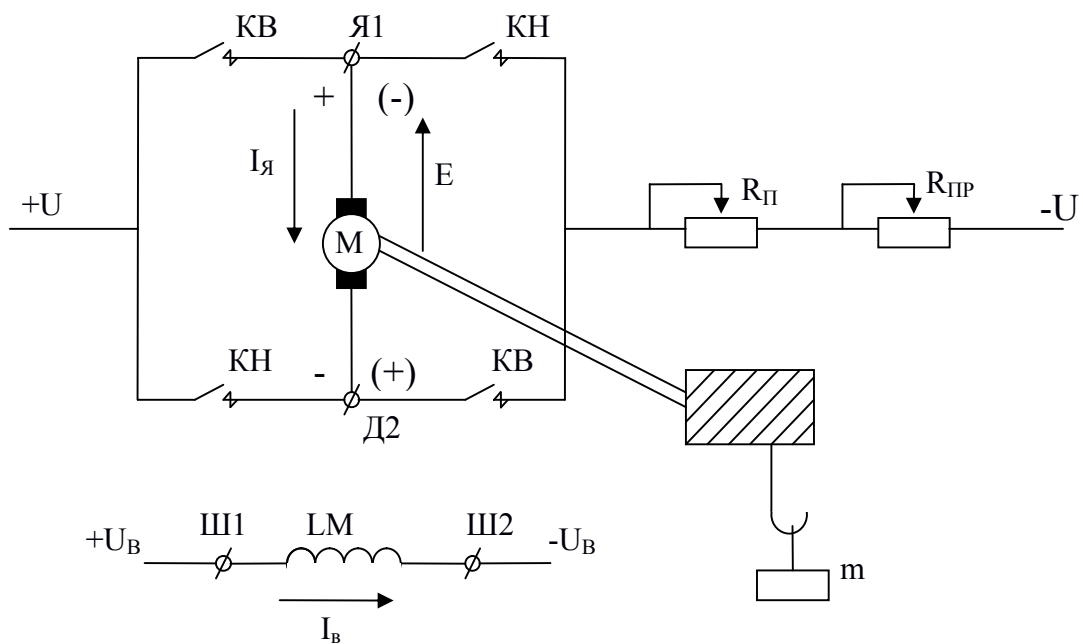 КВ
Я1
КН
+
(-)
IЯ
E
RП
RПР
+U
-U
М
КН
-
(+)
КВ
Д2
+UВ
Ш1
LM
Ш2
-UВ
m
Iв